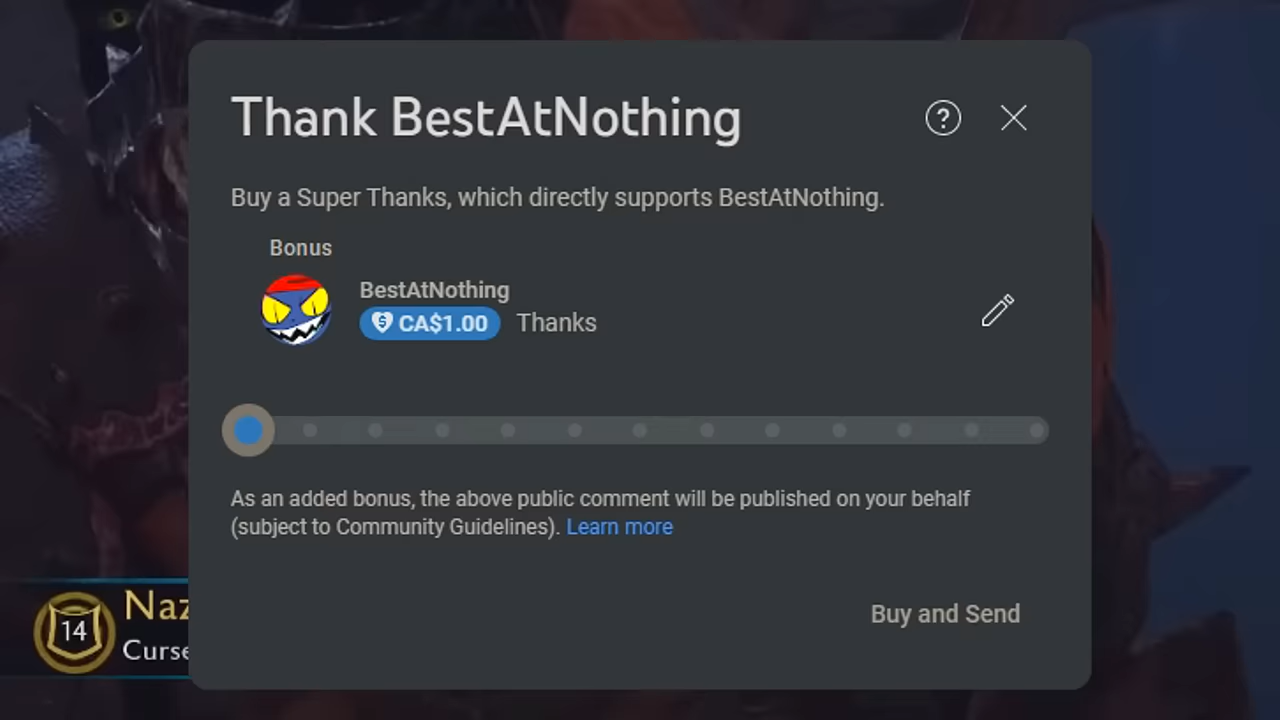 Thank BestAtNothing
?
Buy a Super Thanks, which directly supports BestAtNothing.
Bonus
BestAtNothing
$ CA$1.00 Thanks
As an added bonus, the above public comment will be published on your behalf
(subject to Community Guidelines). Learn more
Buy and Send
14
Naz
Curse